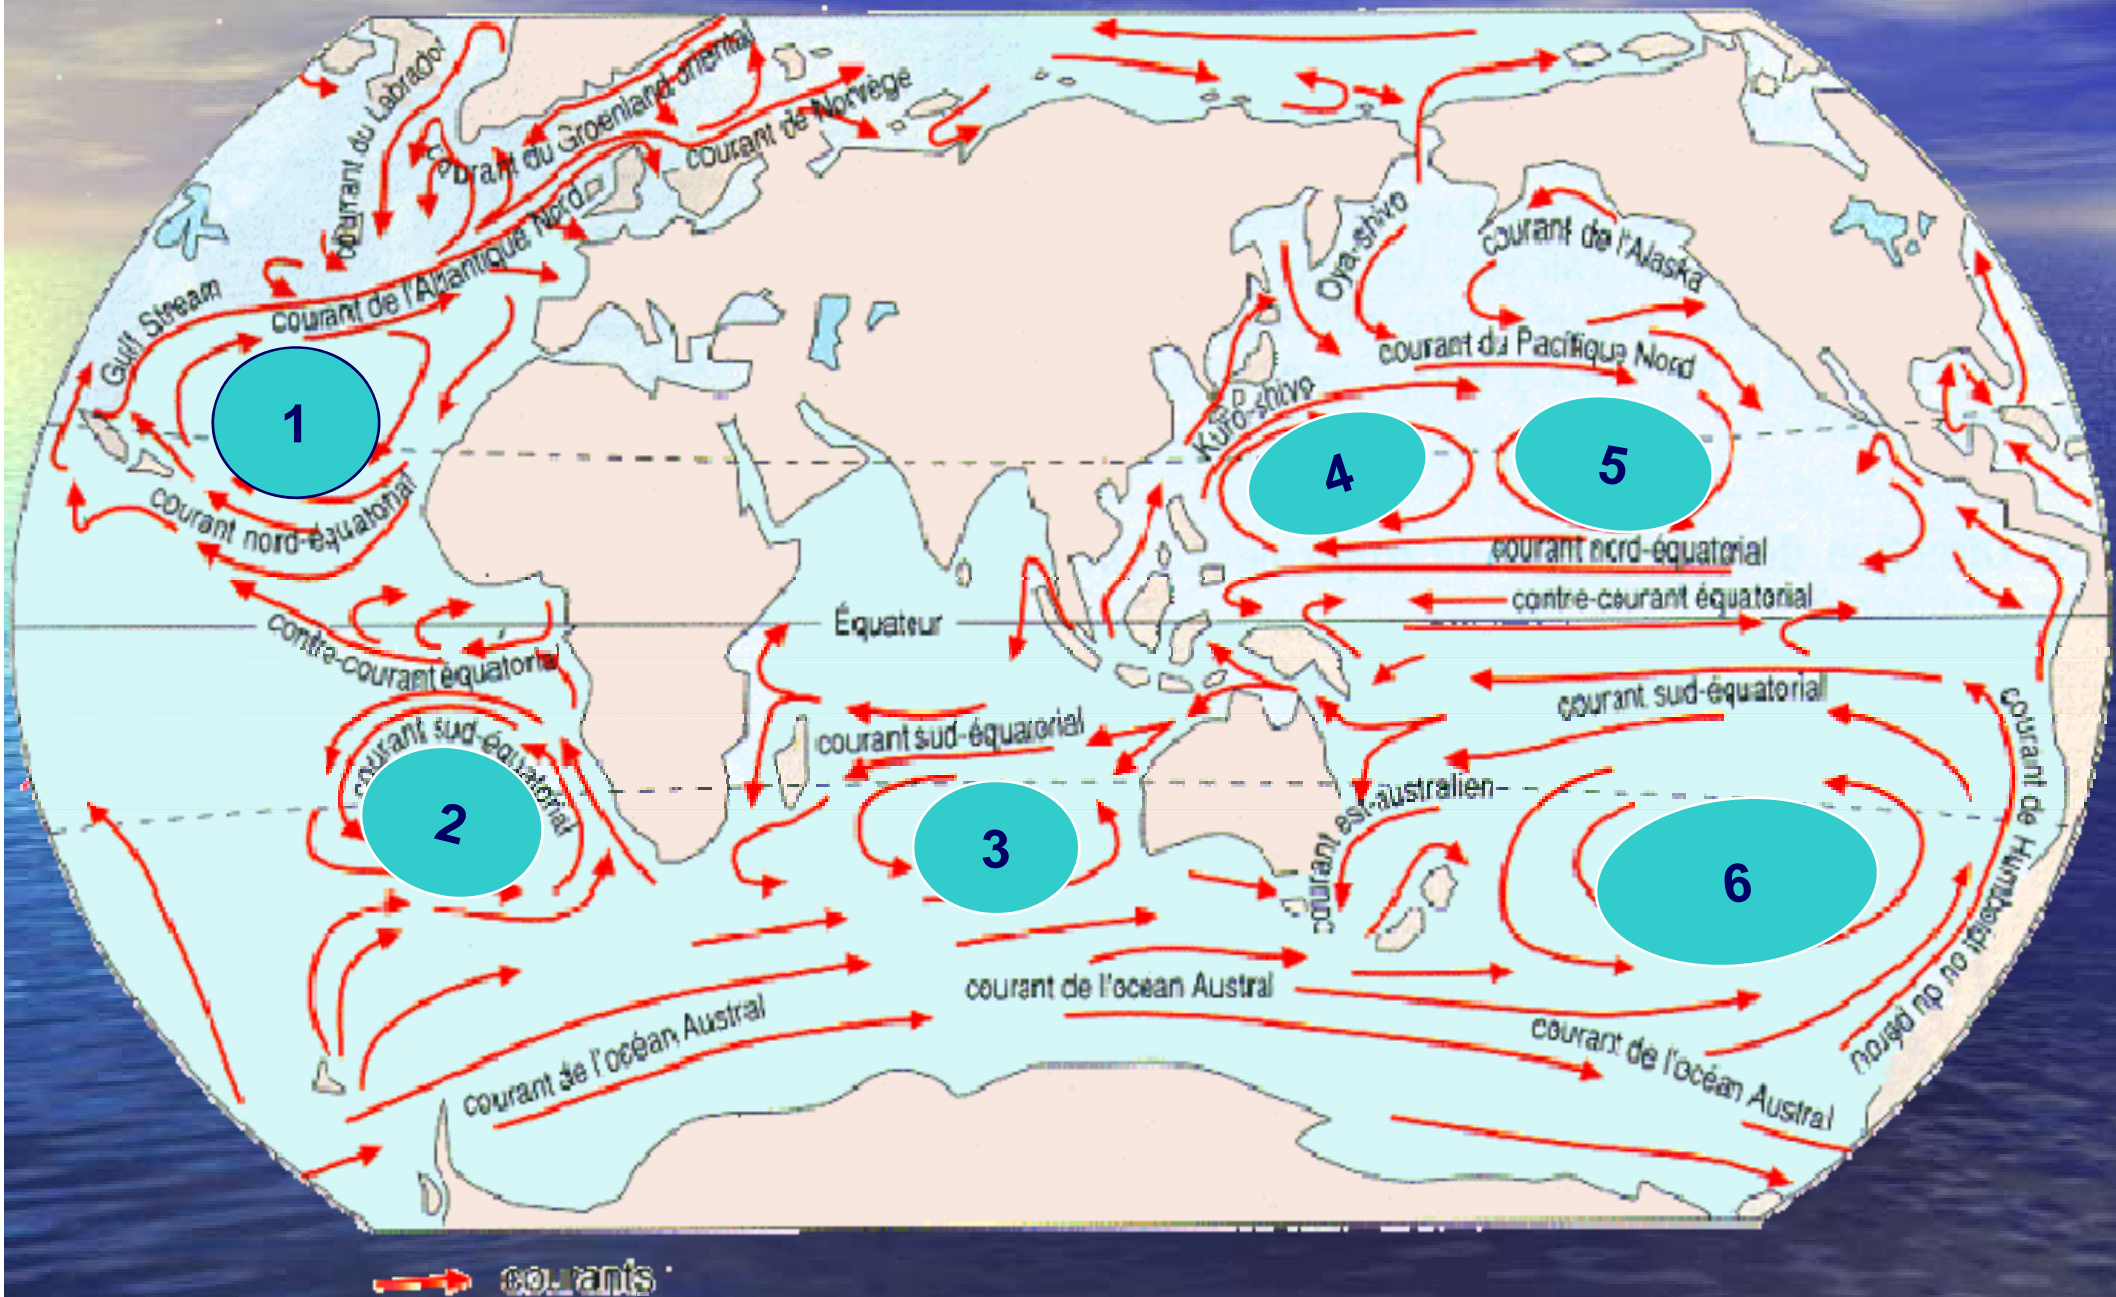 courant du Labrador
courant du Groenland oriental
courant de Norvège
courant de l'Atlantique Nord
Gulf Stream
1
courant nord-équatorial
contre-courant équatorial
courant sud-équatorial
2
Équateur
courant sud-équatorial
3
Oya-shivo
courant de l'Alaska
courant du Pacifique Nord
Kuro-shivo
4
5
courant nord-équatorial
contre-courant équatorial
courant sud-équatorial
courant est-australien
6
courant de Humboldt ou du pérou
courant de l'océan Austral
courant de l'océan Austral
courant de l'océan Austral
courants